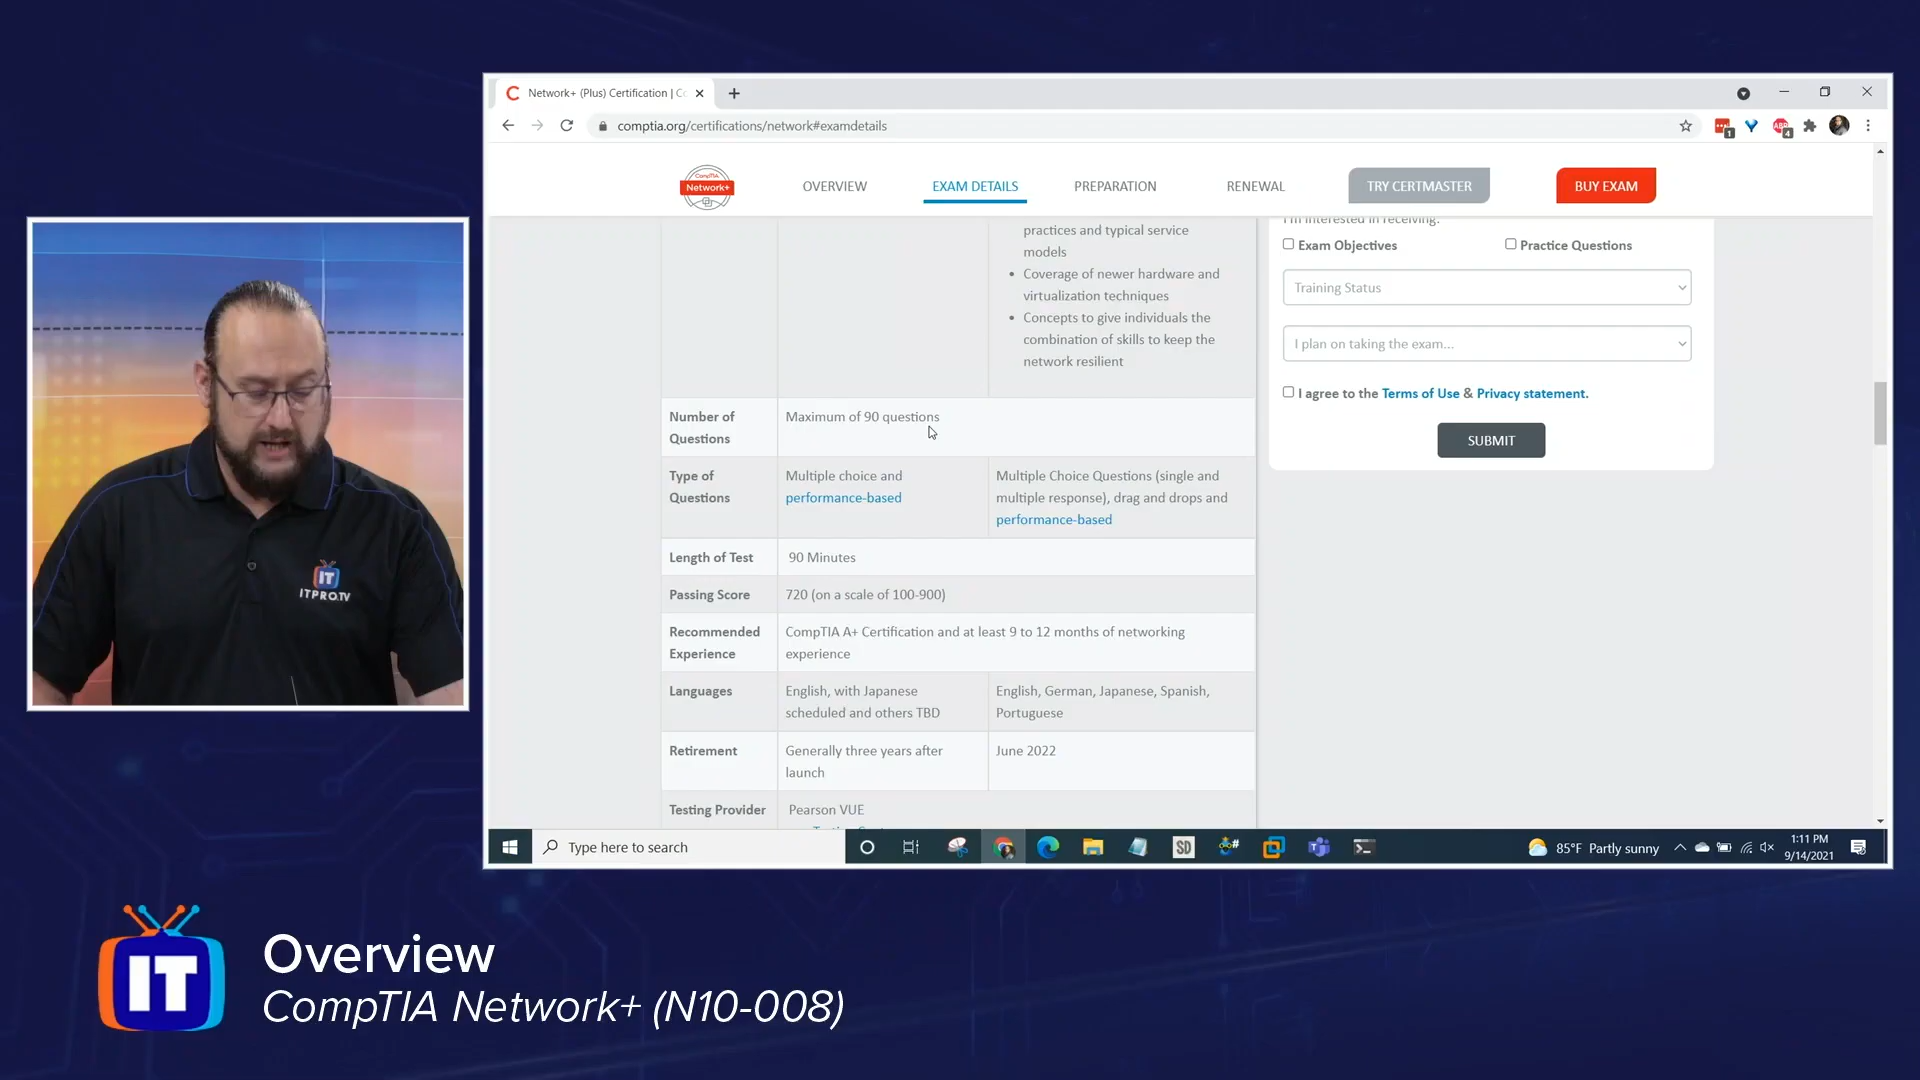 Network+ (Plus) Certification | Co
comptia.org/certifications/network#examdetails
CompTIA
Network+
OVERVIEW
EXAM DETAILS
PREPARATION
RENEWAL
TRY CERTMASTER
BUY EXAM
practices and typical service
models
• Coverage of newer hardware and
virtualization techniques
• Concepts to give individuals the
combination of skills to keep the
network resilient
Number of
Questions
Maximum of 90 questions
Type of
Questions
Multiple choice and
performance-based
Multiple Choice Questions (single and
multiple response), drag and drops and
performance-based
Length of Test
90 Minutes
Passing Score
720 (on a scale of 100-900)
Recommended
Experience
CompTIA A+ Certification and at least 9 to 12 months of networking
experience
Languages
English, with Japanese
scheduled and others TBD
English, German, Japanese, Spanish,
Portuguese
Retirement
Generally three years after
launch
June 2022
Testing Provider
Pearson VUE
I'm interested in receiving:
Exam Objectives
Practice Questions
Training Status
I plan on taking the exam...
I agree to the Terms of Use & Privacy statement.
SUBMIT
Type here to search
SD
85°F Partly sunny
1:11 PM
9/14/2021
IT
ITPRO.TV
IT
Overview
CompTIA Network+ (N10-008)